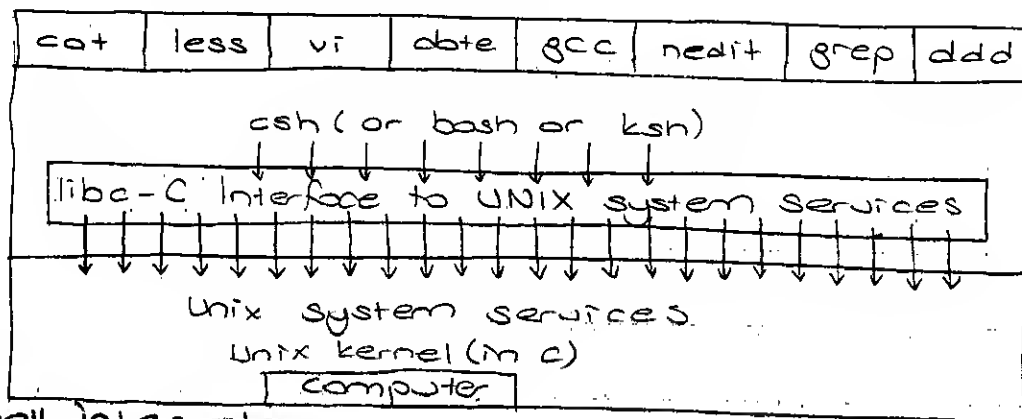 cat less vi date gcc nedit grep ddd
csh (or bash or ksh)
libc-C Interface to UNIX system services
Unix system services
Unix kernel (in c)
computer